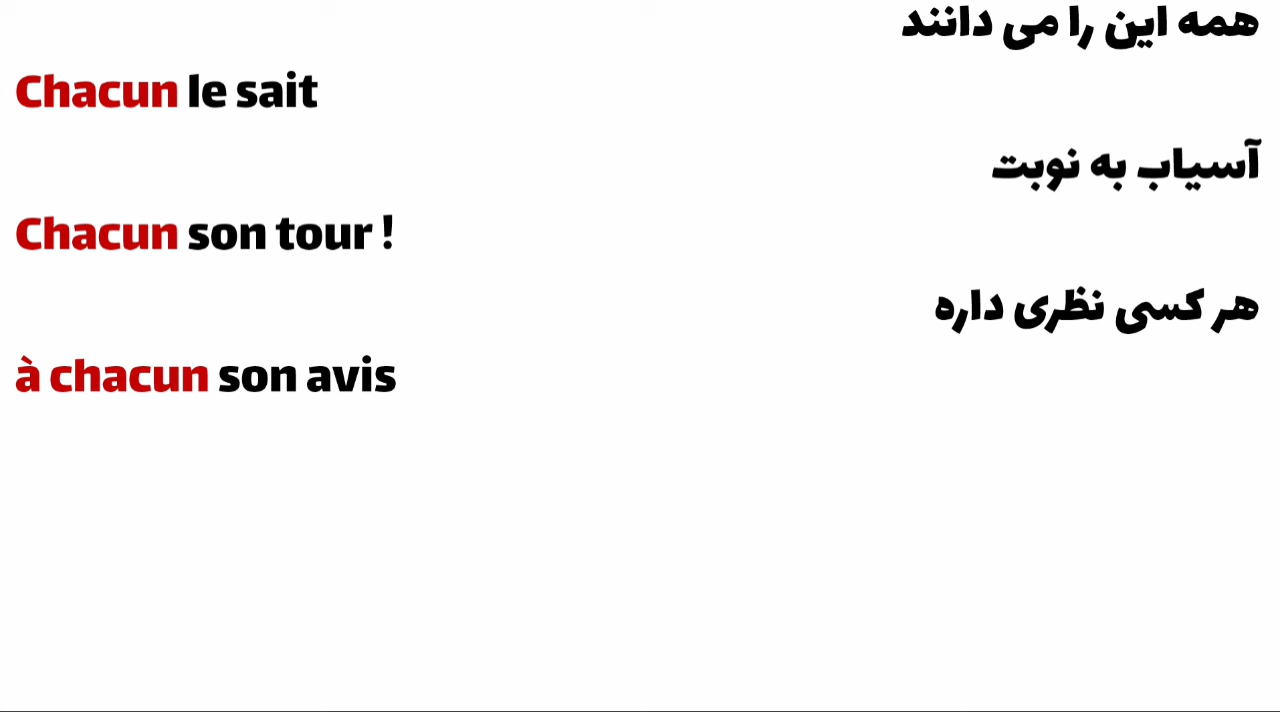 همه این را می دانند
Chacun le sait
آسیاب به نوبت
Chacun son tour !
هر کسی نظری داره
à chacun son avis